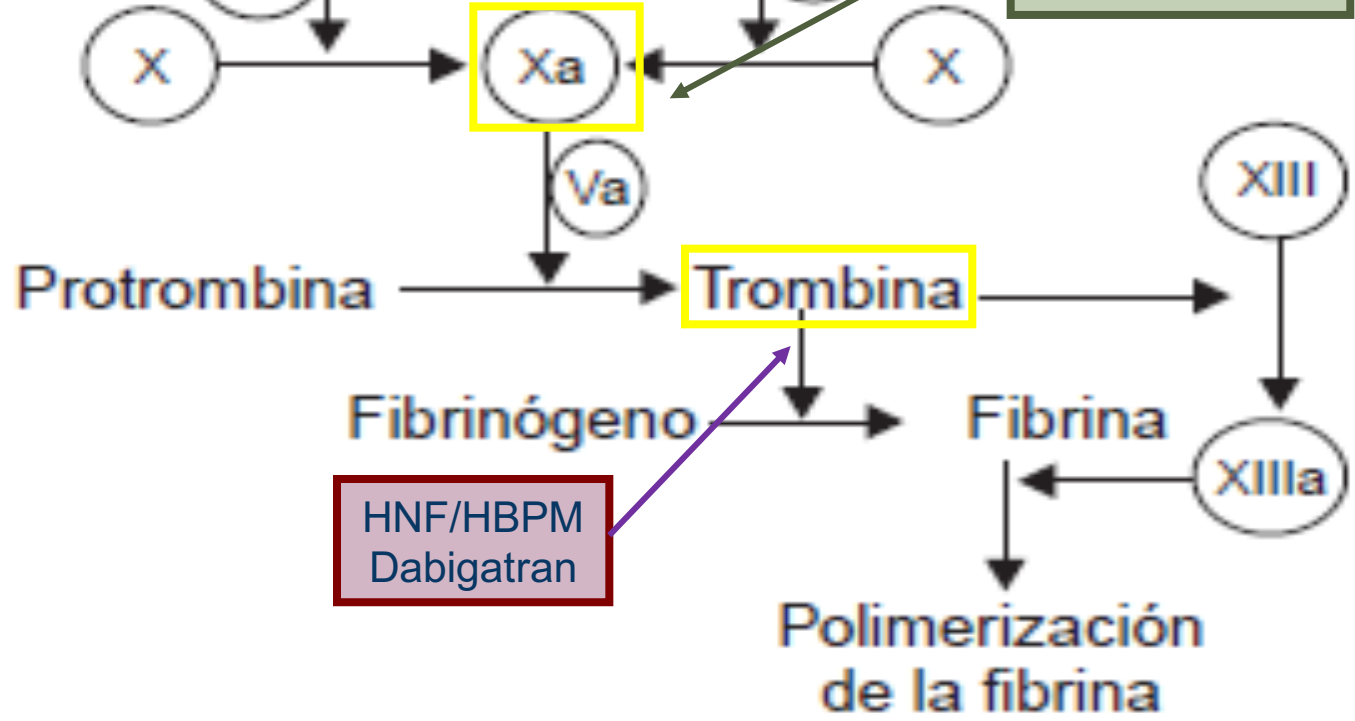 X
Xa
X
Va
XIII
Protrombina
Trombina
Fibrinógeno
Fibrina
XIIIa
HNF/HBPM
Dabigatran
Polimerización
de la fibrina